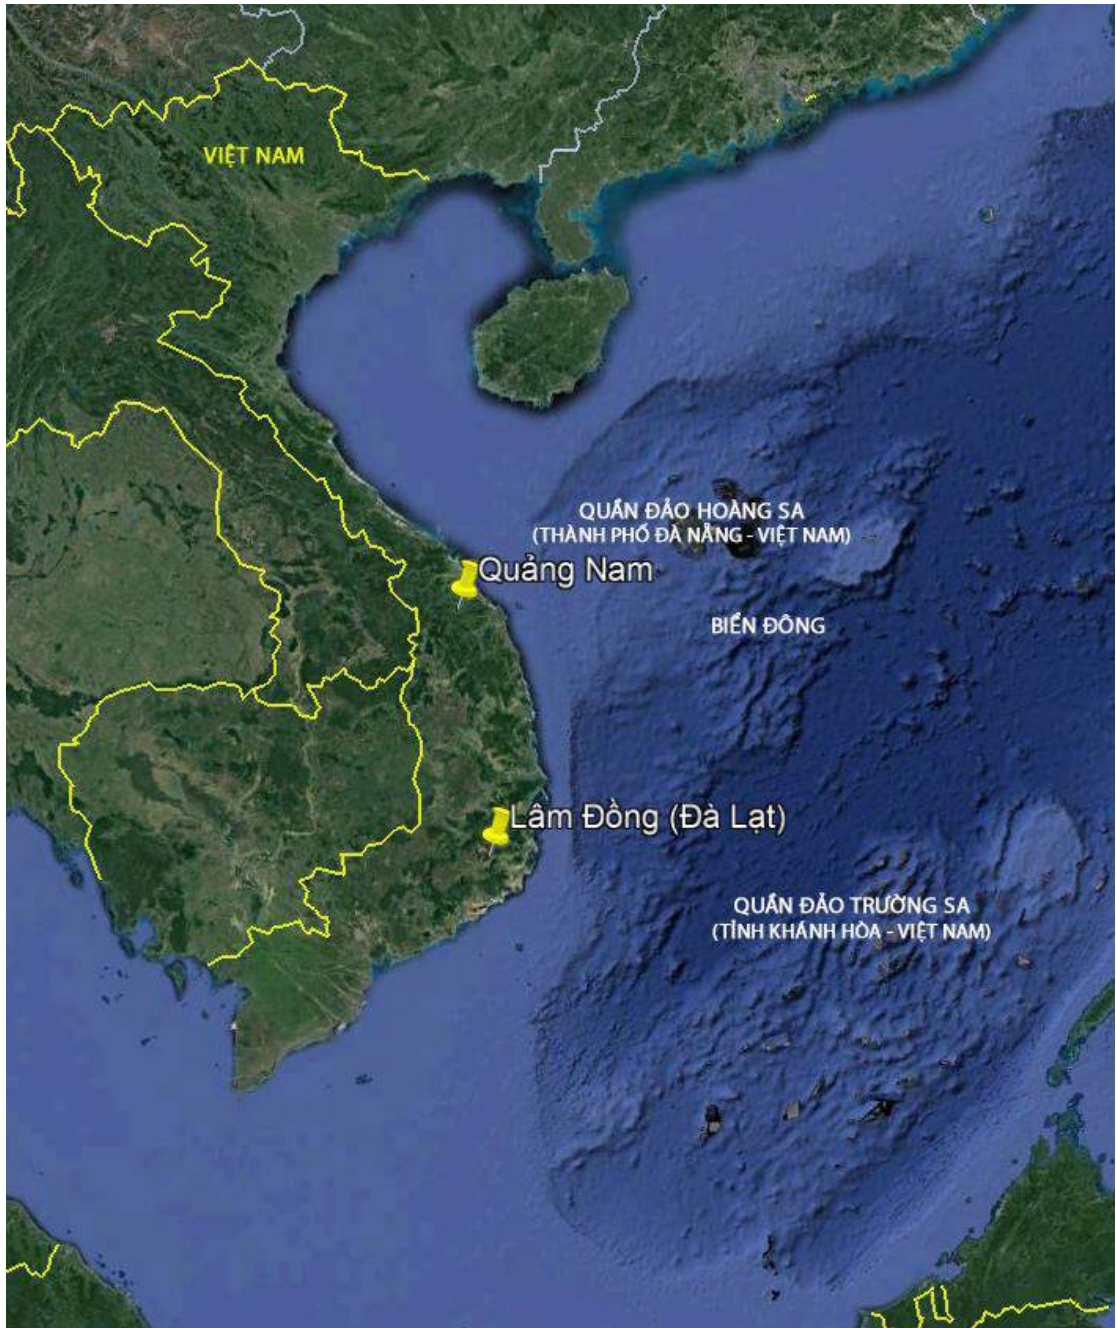 VIỆT NAM
QUẦN ĐẢO HOÀNG SA
(THÀNH PHỐ ĐÀ NẴNG - VIỆT NAM)
Quảng Nam
BIỂN ĐÔNG
Lâm Đồng (Đà Lạt)
QUẦN ĐẢO TRƯỜNG SA
(TỈNH KHÁNH HÒA - VIỆT NAM)